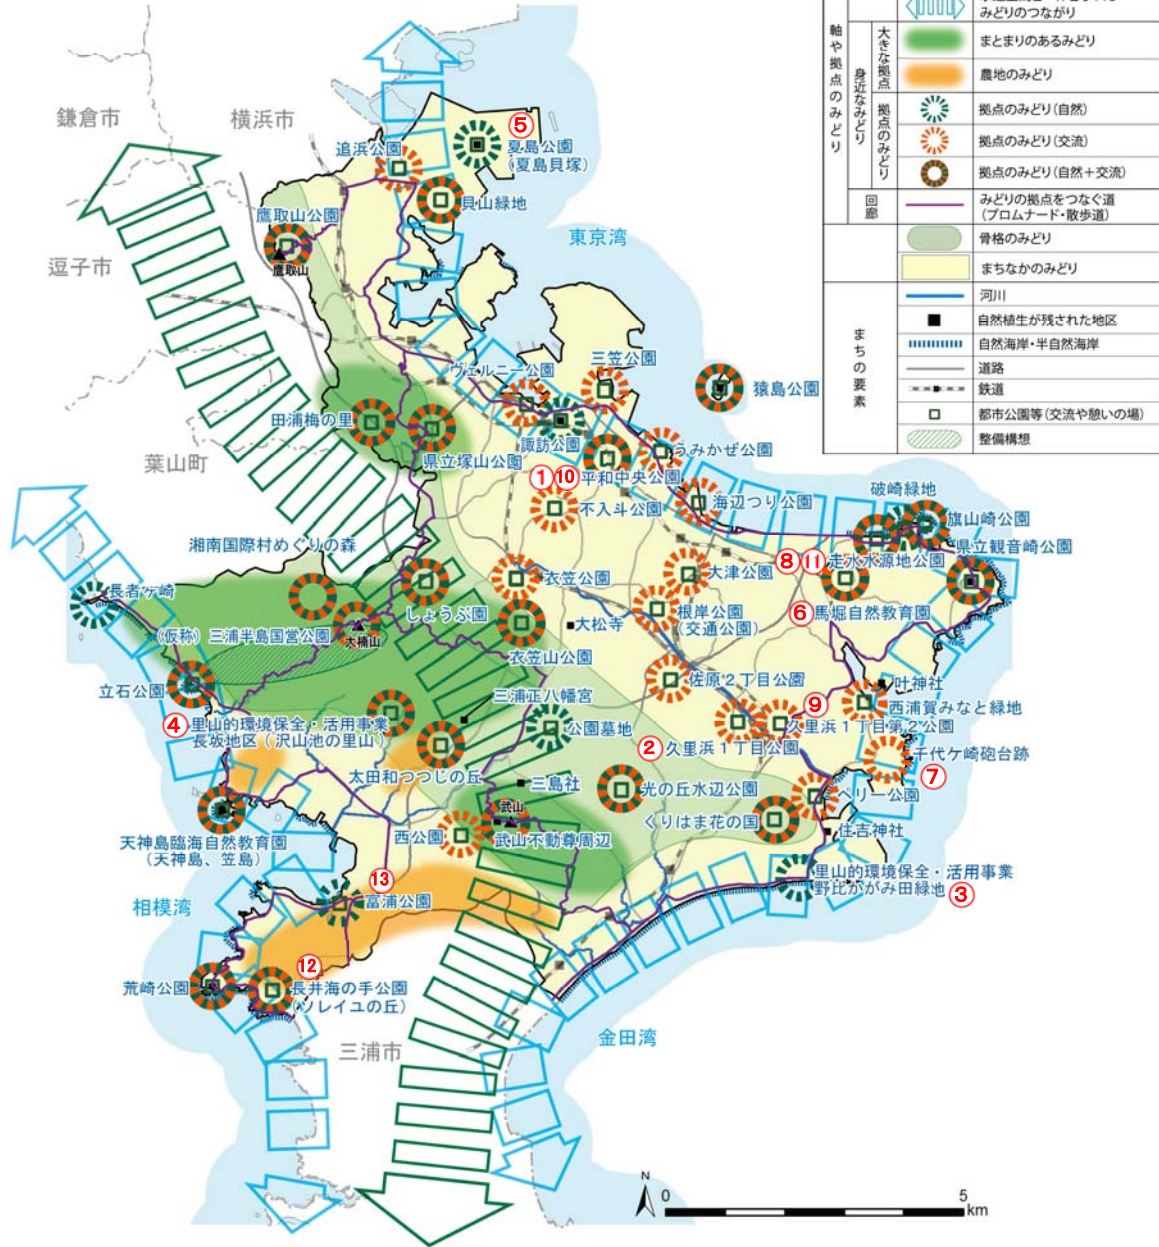 みどりのつながり
軸や拠点のみどり
身近なみどり
大きな拠点
まとまりのあるみどり
農地のみどり
拠点のみどり
拠点のみどり(自然)
拠点のみどり(交流)
拠点のみどり(自然+交流)
回廊
みどりの拠点をつなぐ道
(プロムナード・散歩道)
骨格のみどり
まちなかのみどり
まちの要素
河川
自然植生が残された地区
自然海岸・半自然海岸
道路
鉄道
都市公園等(交流や憩いの場)
整備構想
鎌倉市
横浜市
逗子市
葉山町
三浦市
東京湾
相模湾
金田湾
⑤
夏島公園
(夏島貝塚)
追浜公園
貝山緑地
鷹取山公園
鷹取山
三笠公園
ヴェルニー公園
猿島公園
田浦梅の里
諏訪公園
県立塚山公園
うみかぜ公園
①⑩平和中央公園
不入斗公園
海辺つり公園
破崎緑地
旗山崎公園
県立観音崎公園
湘南国際村めぐりの森
⑧⑪走水水源地公園
長者ヶ崎
衣笠公園
大津公園
しょうぶ園
根岸公園
(交通公園)
⑥馬堀自然教育園
大松寺
(仮称)三浦半島国営公園
大楠山
衣笠山公園
立石公園
佐原2丁目公園
叶神社
三浦正八幡宮
西浦賀みなと緑地
④里山的環境保全・活用事業
長坂地区(沢山池の里山)
公園墓地
⑨
久里浜1丁目第2公園
②久里浜1丁目公園
千代ケ崎砲台跡
⑦
太田和つつじの丘
三島社
光の丘水辺公園
ペリー公園
武山
くりはま花の国
天神島臨海自然教育園
(天神島、笠島)
西公園
武山不動尊周辺
住吉神社
里山的環境保全・活用事業
野比かがみ田緑地③
⑬
富浦公園
⑫
荒崎公園
長井海の手公園
(ソレイユの丘)
N
0
5
km